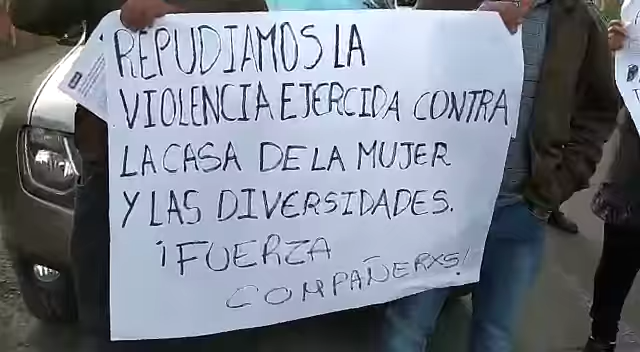 REPUDIAMOS LA
VIOLENCIA EJERCIDA CONTRA
LA CASA DE LA MUJER
Y LAS DIVERSIDADES.
¡FUERZA
COMPAÑERXS!